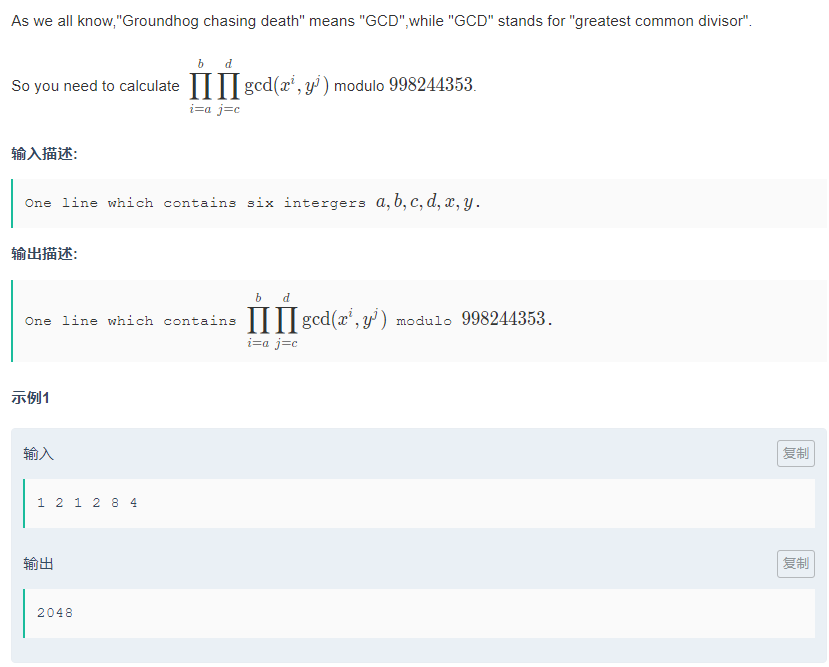 As we all know,"Groundhog chasing death" means "GCD",while "GCD" stands for "greatest common divisor".
So you need to calculate $\prod_{i=a}^{b} \prod_{j=c}^{d} \gcd(x^i, y^j)$ modulo 998244353.
输入描述:
One line which contains six intergers a, b, c, d, x, y.
输出描述:
One line which contains $\prod_{i=a}^{b} \prod_{j=c}^{d} \gcd(x^i, y^j)$ modulo 998244353.
示例1
输入
复制
1 2 1 2 8 4
输出
复制
2048